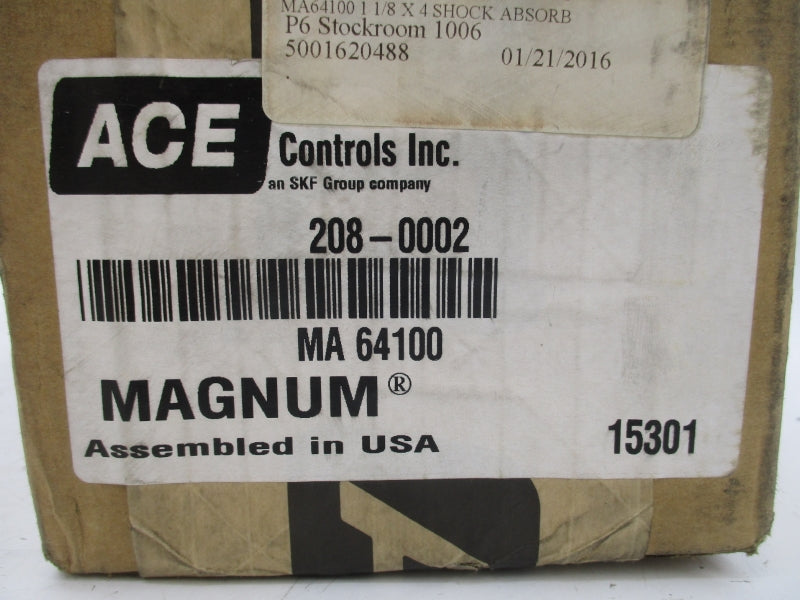 MA64100 1 1/8 X 4 SHOCK ABSORB
P6 Stockroom 1006
5001620488 01/21/2016
ACE Controls Inc.
an SKF Group company
208-0002
MA 64100
MAGNUM®
Assembled in USA 15301